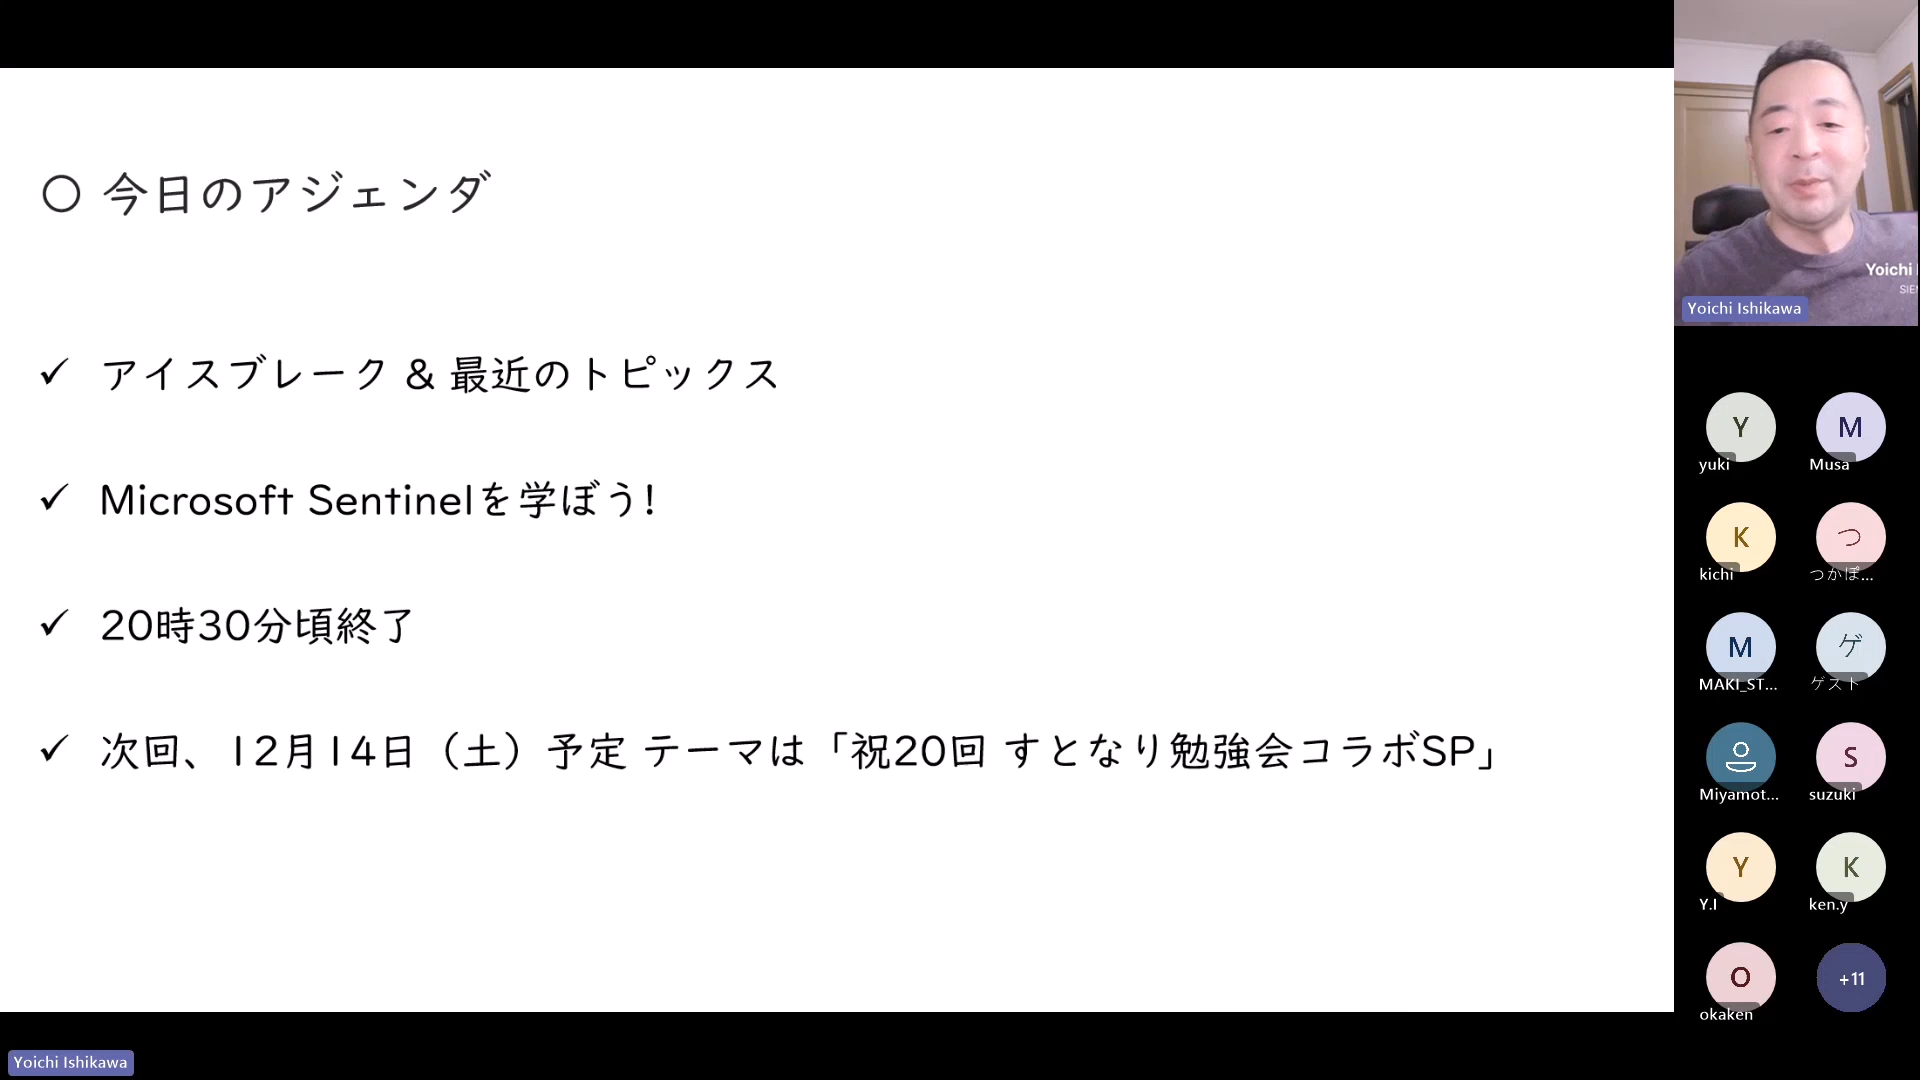 〇 今日のアジェンダ
✓ アイスブレーク & 最近のトピックス
✓ Microsoft Sentinelを学ぼう!
✓ 20時30分頃終了
✓ 次回、12月14日（土）予定 テーマは「祝20回 すとなり勉強会コラボSP」
Yoichi
SIE
Yoichi Ishikawa
Y
yuki
M
Musa
K
kichi
つ
つかぽ...
M
MAKI_ST...
ゲ
ゲスト
Miyamot...
S
suzuki
Y
Y.I
K
ken.y
O
okaken
+11
Yoichi Ishikawa